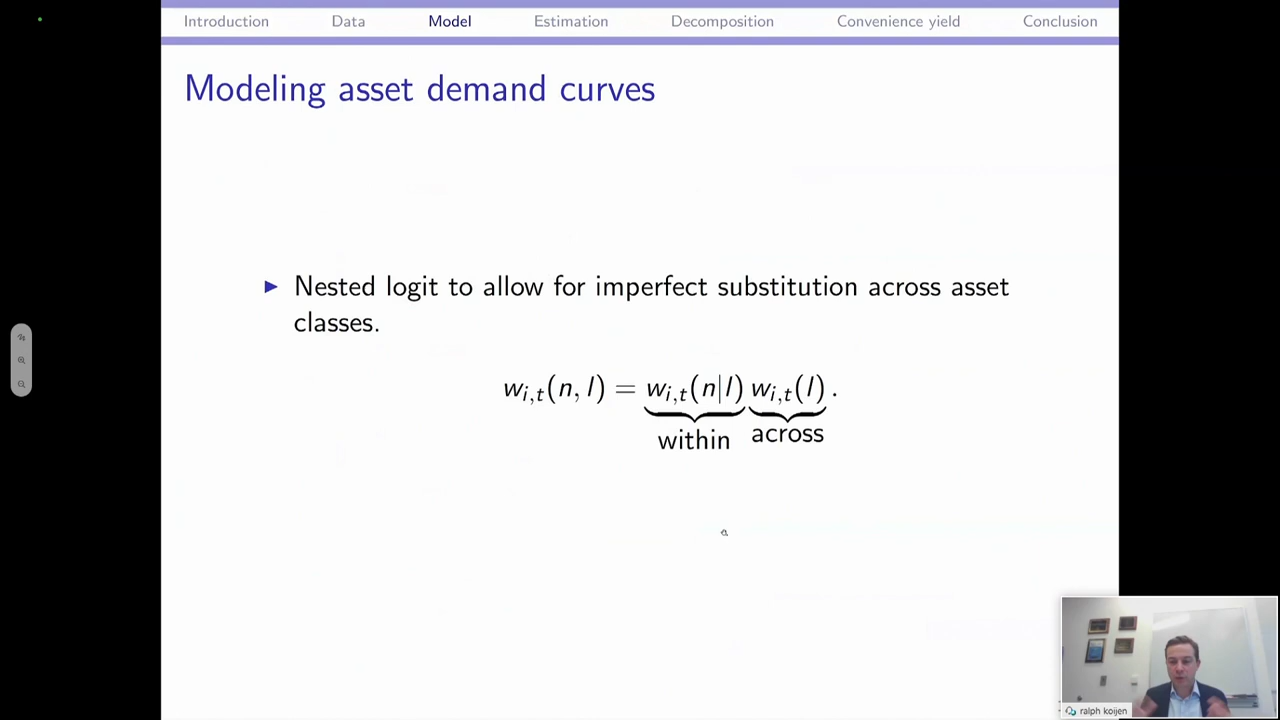 Introduction Data Model Estimation Decomposition Convenience yield Conclusion
Modeling asset demand curves
Nested logit to allow for imperfect substitution across asset
classes.
w_{i,t}(n, l) = w_{i,t}(n|l) w_{i,t}(l).
within across
ralph koijen